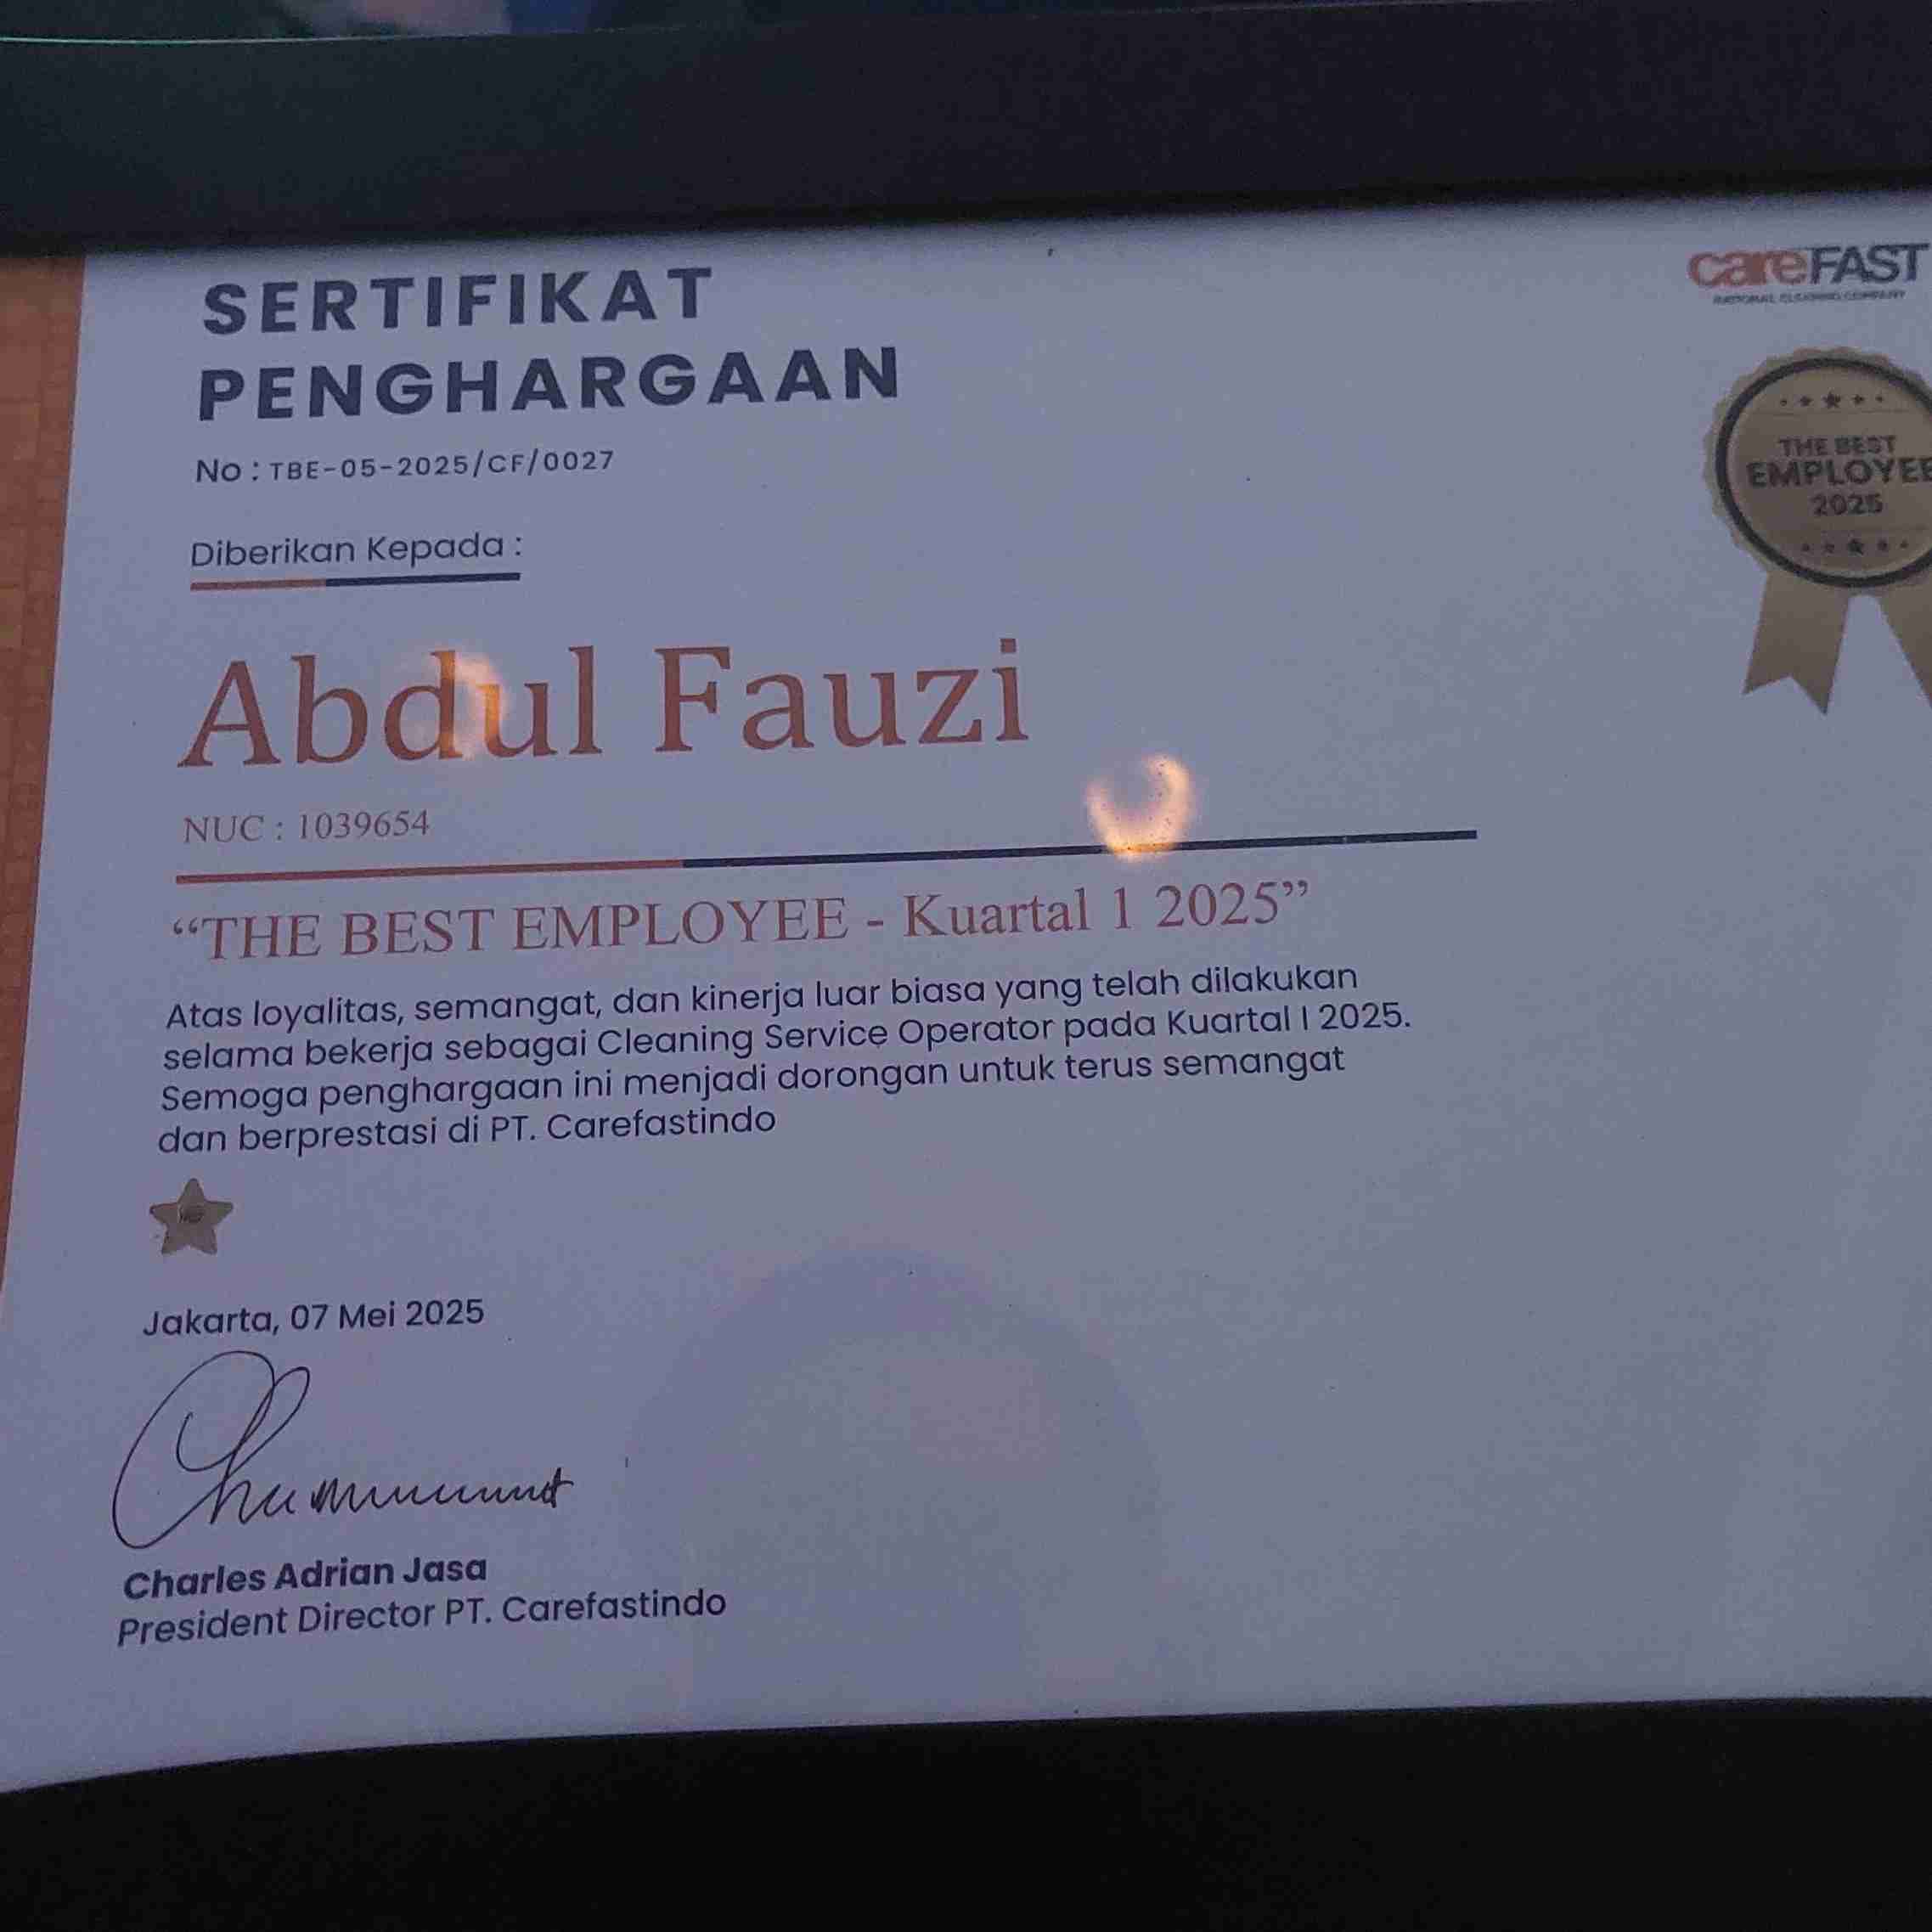 SERTIFIKAT
PENGHARGAAN
No : TBE-05-2025/CF/0027
Diberikan Kepada :
Abdul Fauzi
NUC : 1039654
“THE BEST EMPLOYEE - Kuartal 1 2025”
Atas loyalitas, semangat, dan kinerja luar biasa yang telah dilakukan
selama bekerja sebagai Cleaning Service Operator pada Kuartal I 2025.
Semoga penghargaan ini menjadi dorongan untuk terus semangat
dan berprestasi di PT. Carefastindo
Jakarta, 07 Mei 2025
Charles Adrian Jasa
President Director PT. Carefastindo
careFAST
NATIONAL CLEANING COMPANY
THE BEST
EMPLOYEE
2025